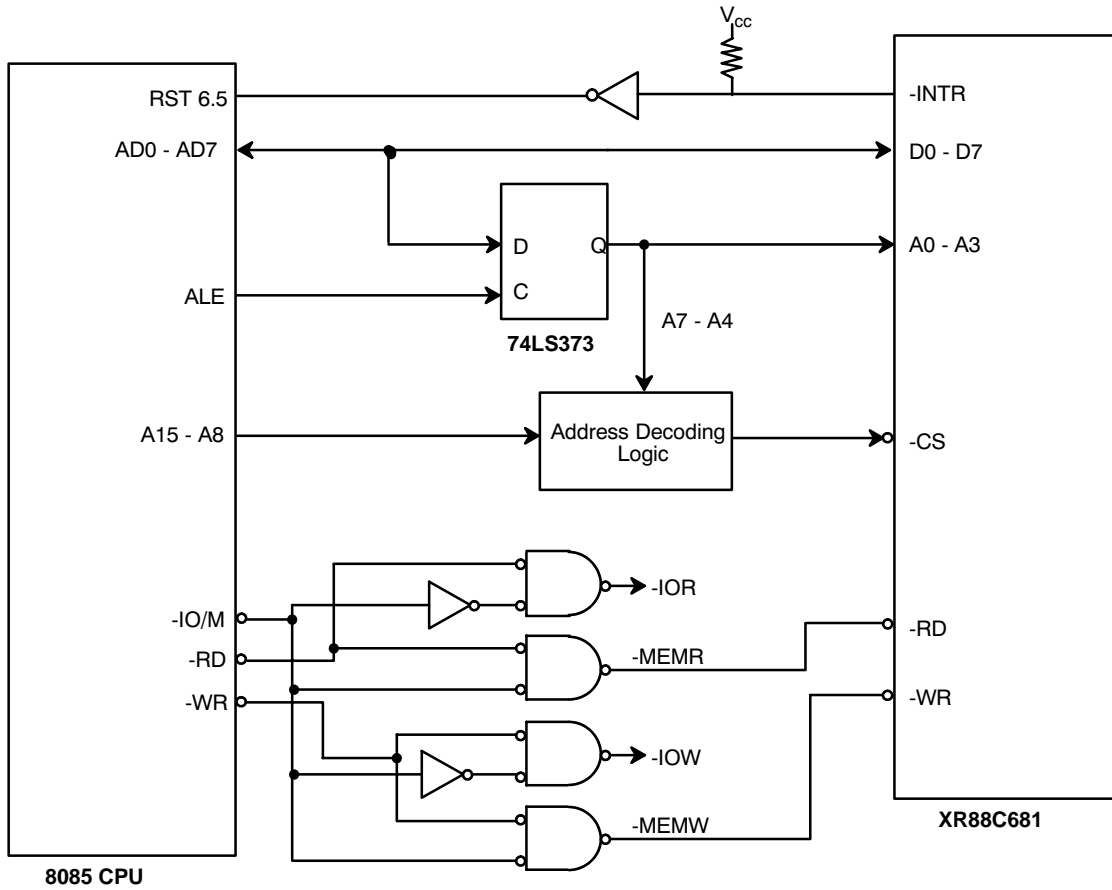 Vcc
RST 6.5
-INTR
AD0 - AD7
D0 - D7
D
Q
A0 - A3
ALE
C
A7 - A4
74LS373
A15 - A8
Address Decoding
Logic
-CS
-IOR
-IO/M
-RD
-MEMR
-RD
-WR
-WR
-IOW
-MEMW
XR88C681
8085 CPU